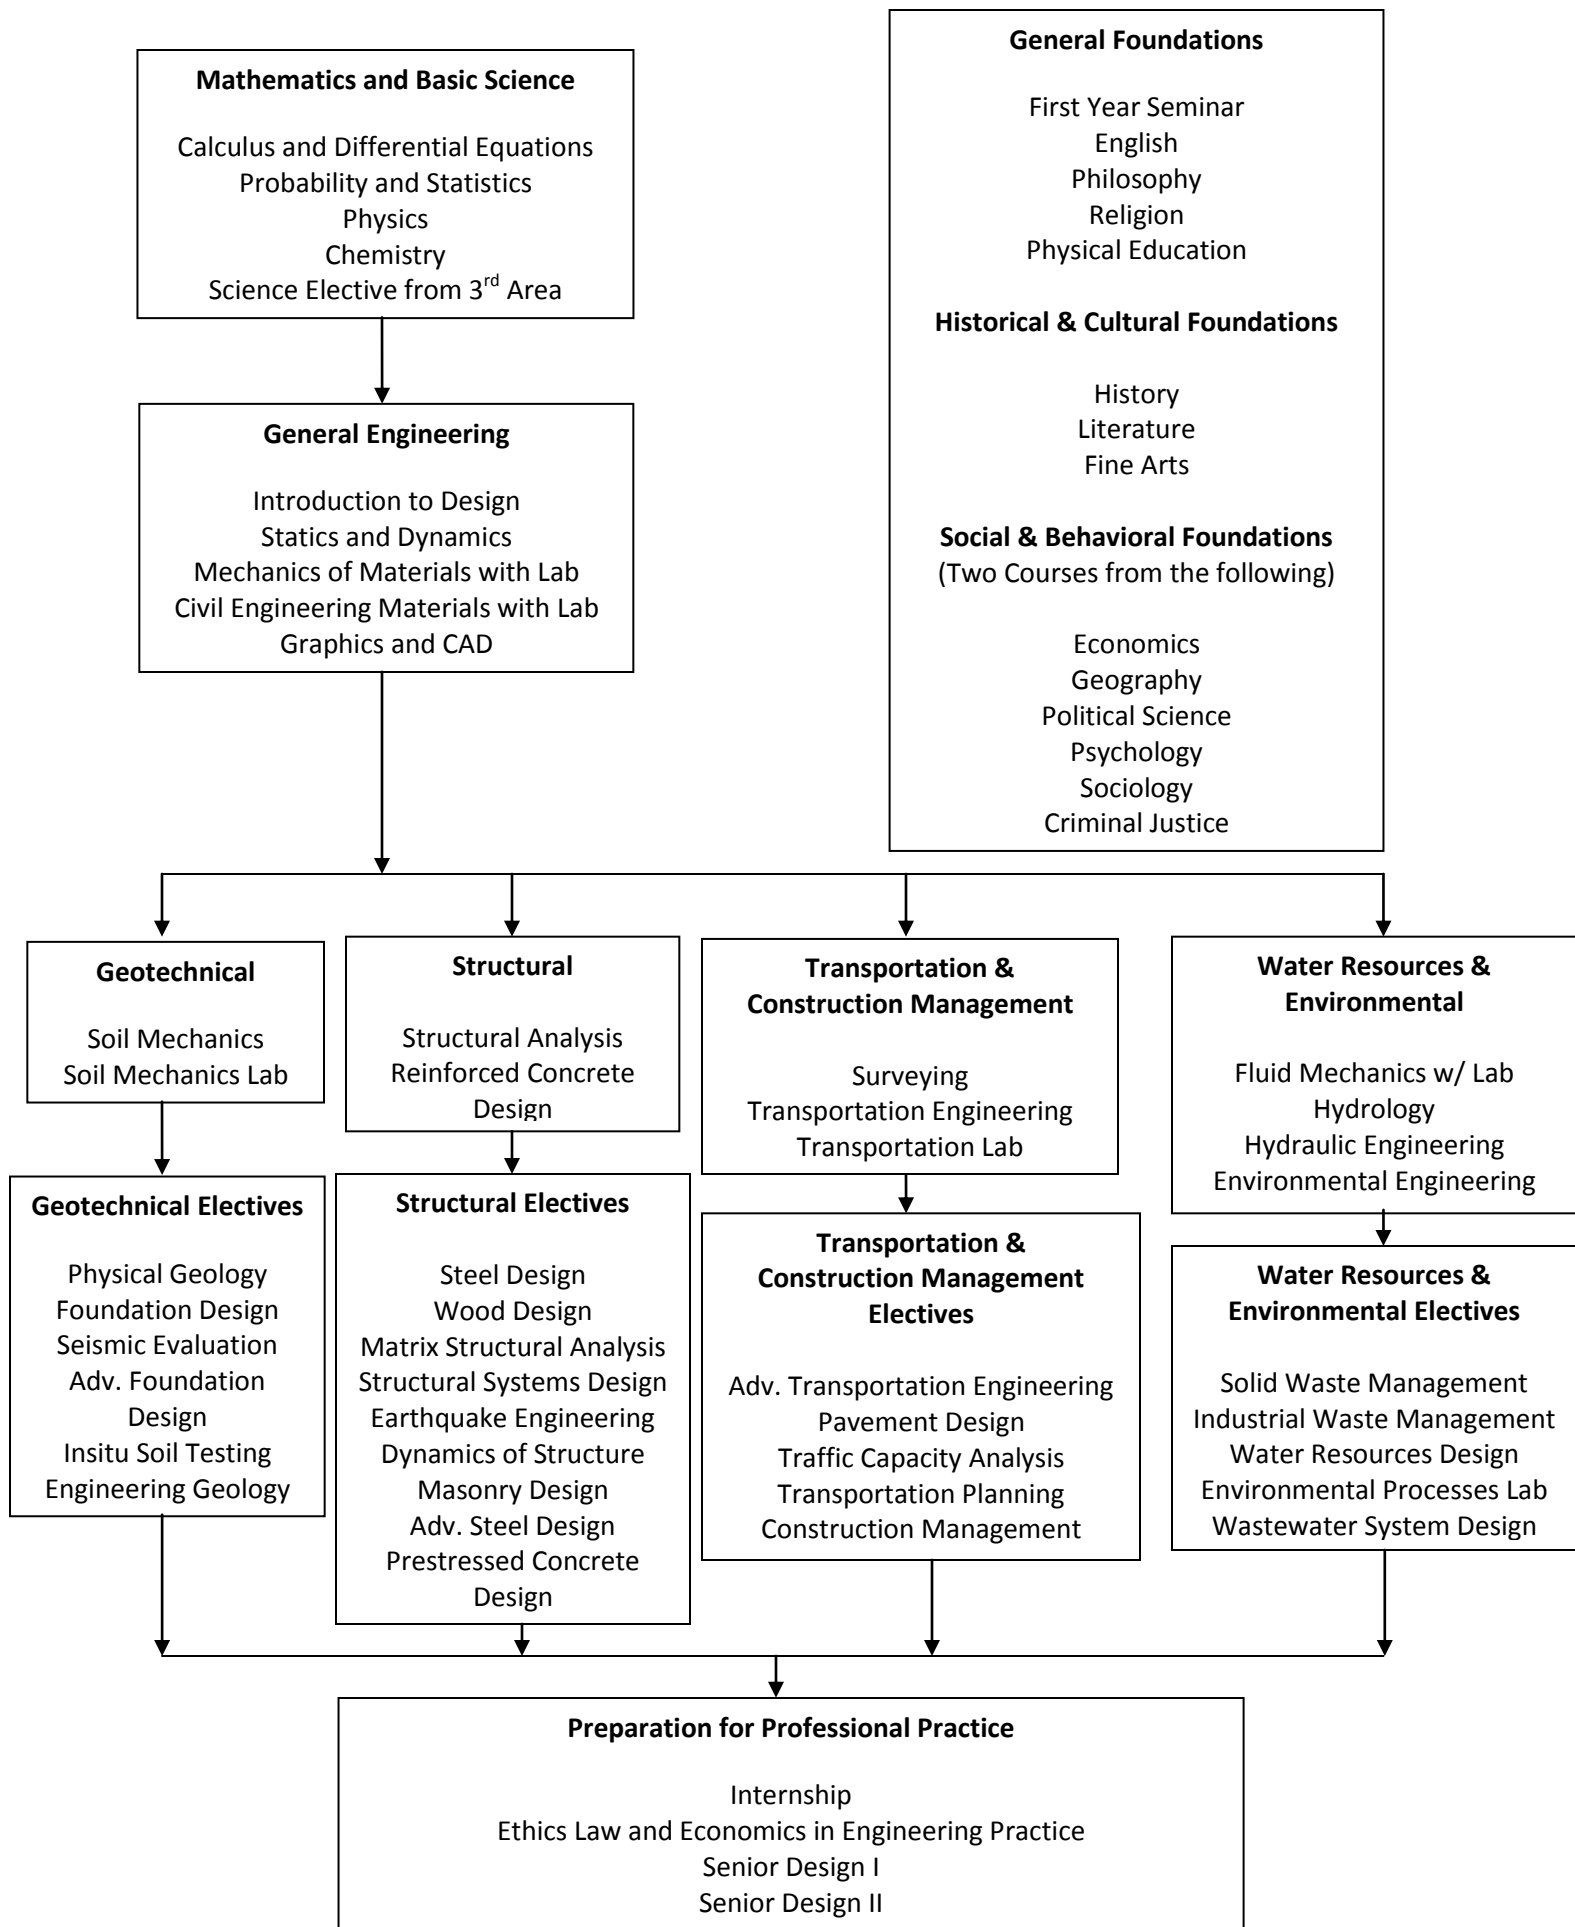 Mathematics and Basic Science
Calculus and Differential Equations
Probability and Statistics
Physics
Chemistry
Science Elective from 3rd Area
General Foundations
First Year Seminar
English
Philosophy
Religion
Physical Education
Historical & Cultural Foundations
History
Literature
Fine Arts
Social & Behavioral Foundations
(Two Courses from the following)
Economics
Geography
Political Science
Psychology
Sociology
Criminal Justice
General Engineering
Introduction to Design
Statics and Dynamics
Mechanics of Materials with Lab
Civil Engineering Materials with Lab
Graphics and CAD
Geotechnical
Soil Mechanics
Soil Mechanics Lab
Structural
Structural Analysis
Reinforced Concrete
Design
Transportation &
Construction Management
Surveying
Transportation Engineering
Transportation Lab
Water Resources &
Environmental
Fluid Mechanics w/ Lab
Hydrology
Hydraulic Engineering
Environmental Engineering
Geotechnical Electives
Physical Geology
Foundation Design
Seismic Evaluation
Adv. Foundation
Design
Insitu Soil Testing
Engineering Geology
Structural Electives
Steel Design
Wood Design
Matrix Structural Analysis
Structural Systems Design
Earthquake Engineering
Dynamics of Structure
Masonry Design
Adv. Steel Design
Prestressed Concrete
Design
Transportation &
Construction Management
Electives
Adv. Transportation Engineering
Pavement Design
Traffic Capacity Analysis
Transportation Planning
Construction Management
Water Resources &
Environmental Electives
Solid Waste Management
Industrial Waste Management
Water Resources Design
Environmental Processes Lab
Wastewater System Design
Preparation for Professional Practice
Internship
Ethics Law and Economics in Engineering Practice
Senior Design I
Senior Design II